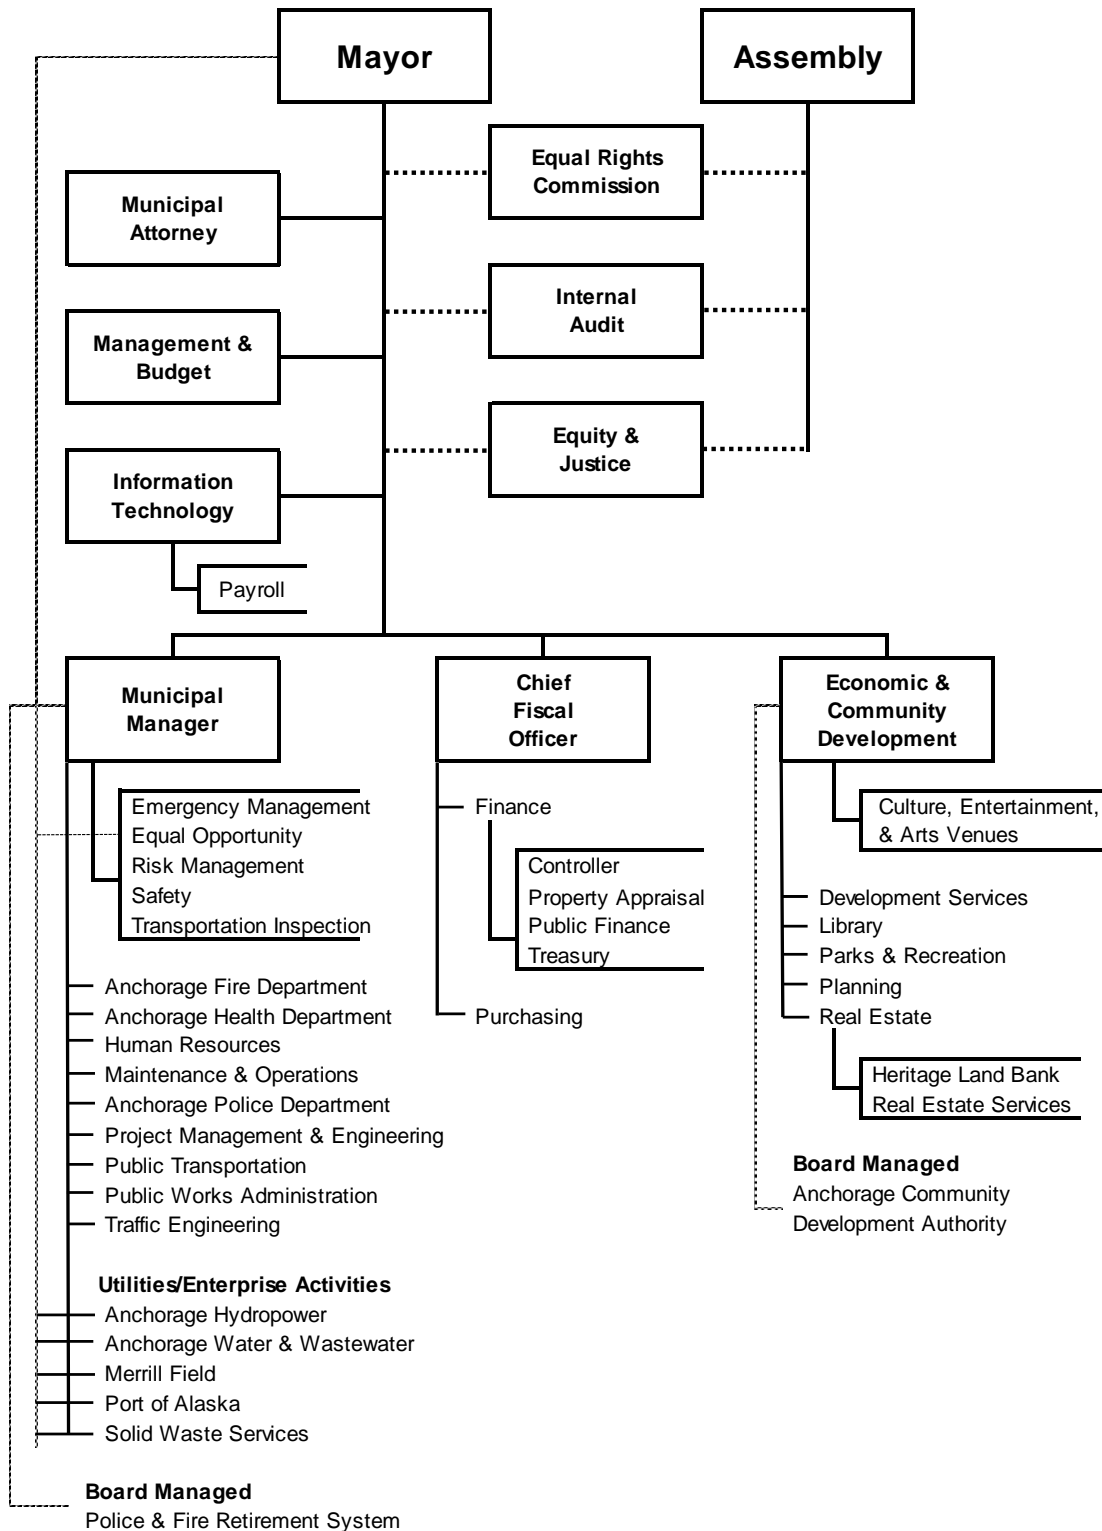 Mayor
Assembly
Equal Rights
Commission
Municipal
Attorney
Internal
Audit
Management &
Budget
Equity &
Justice
Information
Technology
Payroll
Municipal
Manager
Chief
Fiscal
Officer
Economic &
Community
Development
Emergency Management
Equal Opportunity
Risk Management
Safety
Transportation Inspection
Anchorage Fire Department
Anchorage Health Department
Human Resources
Maintenance & Operations
Anchorage Police Department
Project Management & Engineering
Public Transportation
Public Works Administration
Traffic Engineering
Utilities/Enterprise Activities
Anchorage Hydropower
Anchorage Water & Wastewater
Merrill Field
Port of Alaska
Solid Waste Services
Board Managed
Police & Fire Retirement System
Finance
Controller
Property Appraisal
Public Finance
Treasury
Purchasing
Culture, Entertainment,
& Arts Venues
Development Services
Library
Parks & Recreation
Planning
Real Estate
Heritage Land Bank
Real Estate Services
Board Managed
Anchorage Community
Development Authority